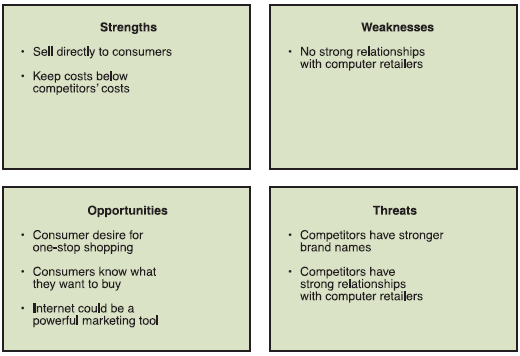 Strengths
• Sell directly to consumers
• Keep costs below
competitors' costs
Weaknesses
• No strong relationships
with computer retailers
Opportunities
• Consumer desire for
one-stop shopping
• Consumers know what
they want to buy
• Internet could be a
powerful marketing tool
Threats
• Competitors have stronger
brand names
• Competitors have
strong relationships
with computer retailers